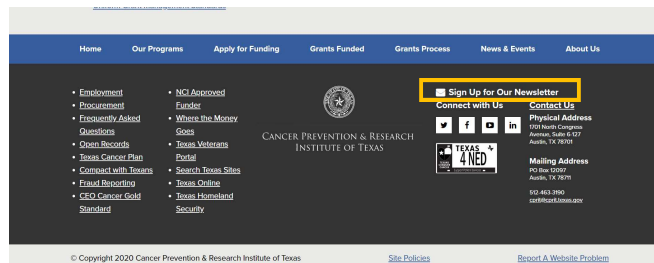 Home Our Programs Apply for Funding Grants Funded Grants Process News & Events About Us
• Employment
• Procurement
• Frequently Asked
Questions
• Open Records
• Texas Cancer Plan
• Compact with Texans
• Fraud Reporting
• CEO Cancer Gold
Standard
• NCI Approved
Funder
• Where the Money
Goes
• Texas Veterans
Portal
• Search Texas Sites
• Texas Online
• Texas Homeland
Security
Cancer Prevention & Research
Institute of Texas
Sign Up for Our Newsletter
Connect with Us
TEXAS
4 NED
Contact Us
Physical Address
1701 North Congress
Avenue, Suite 6-127
Austin, TX 78701
Mailing Address
PO Box 12097
Austin, TX 78711
512-463-3190
cprit@cprit.texas.gov
© Copyright 2020 Cancer Prevention & Research Institute of Texas Site Policies Report A Website Problem